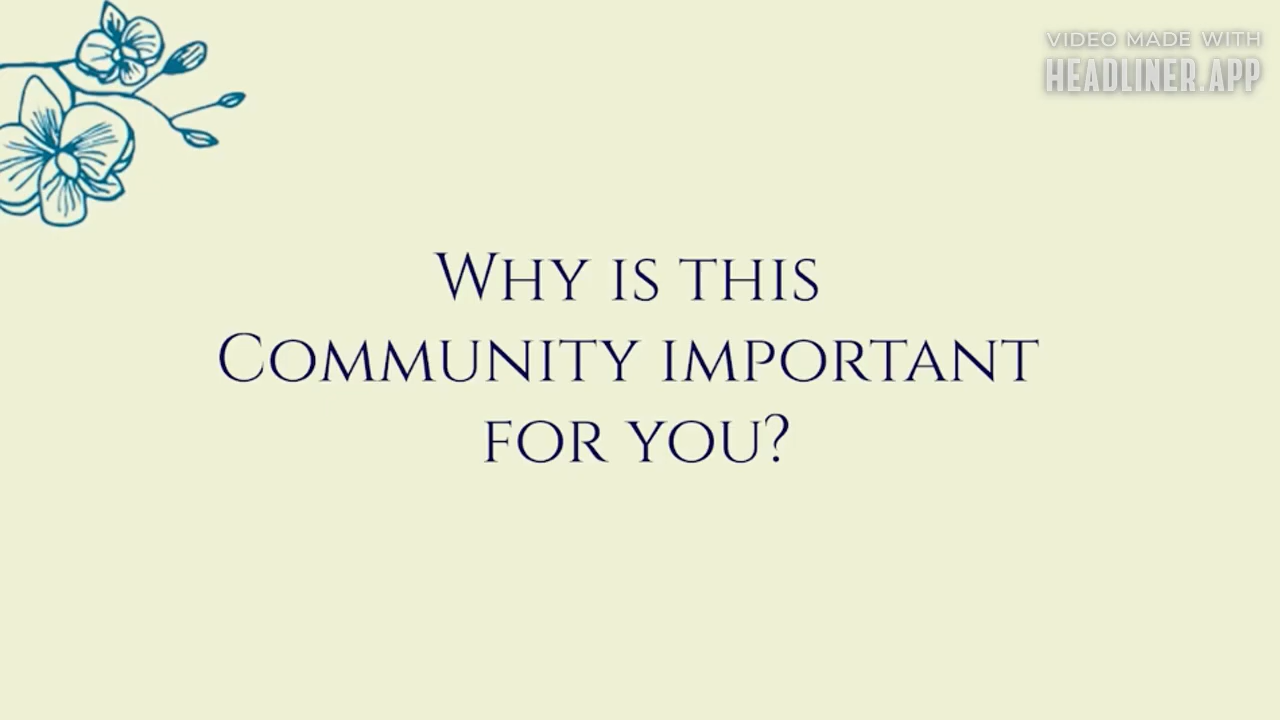 VIDEO MADE WITH
HEADLINER.APP
Why is this
Community important
for you?